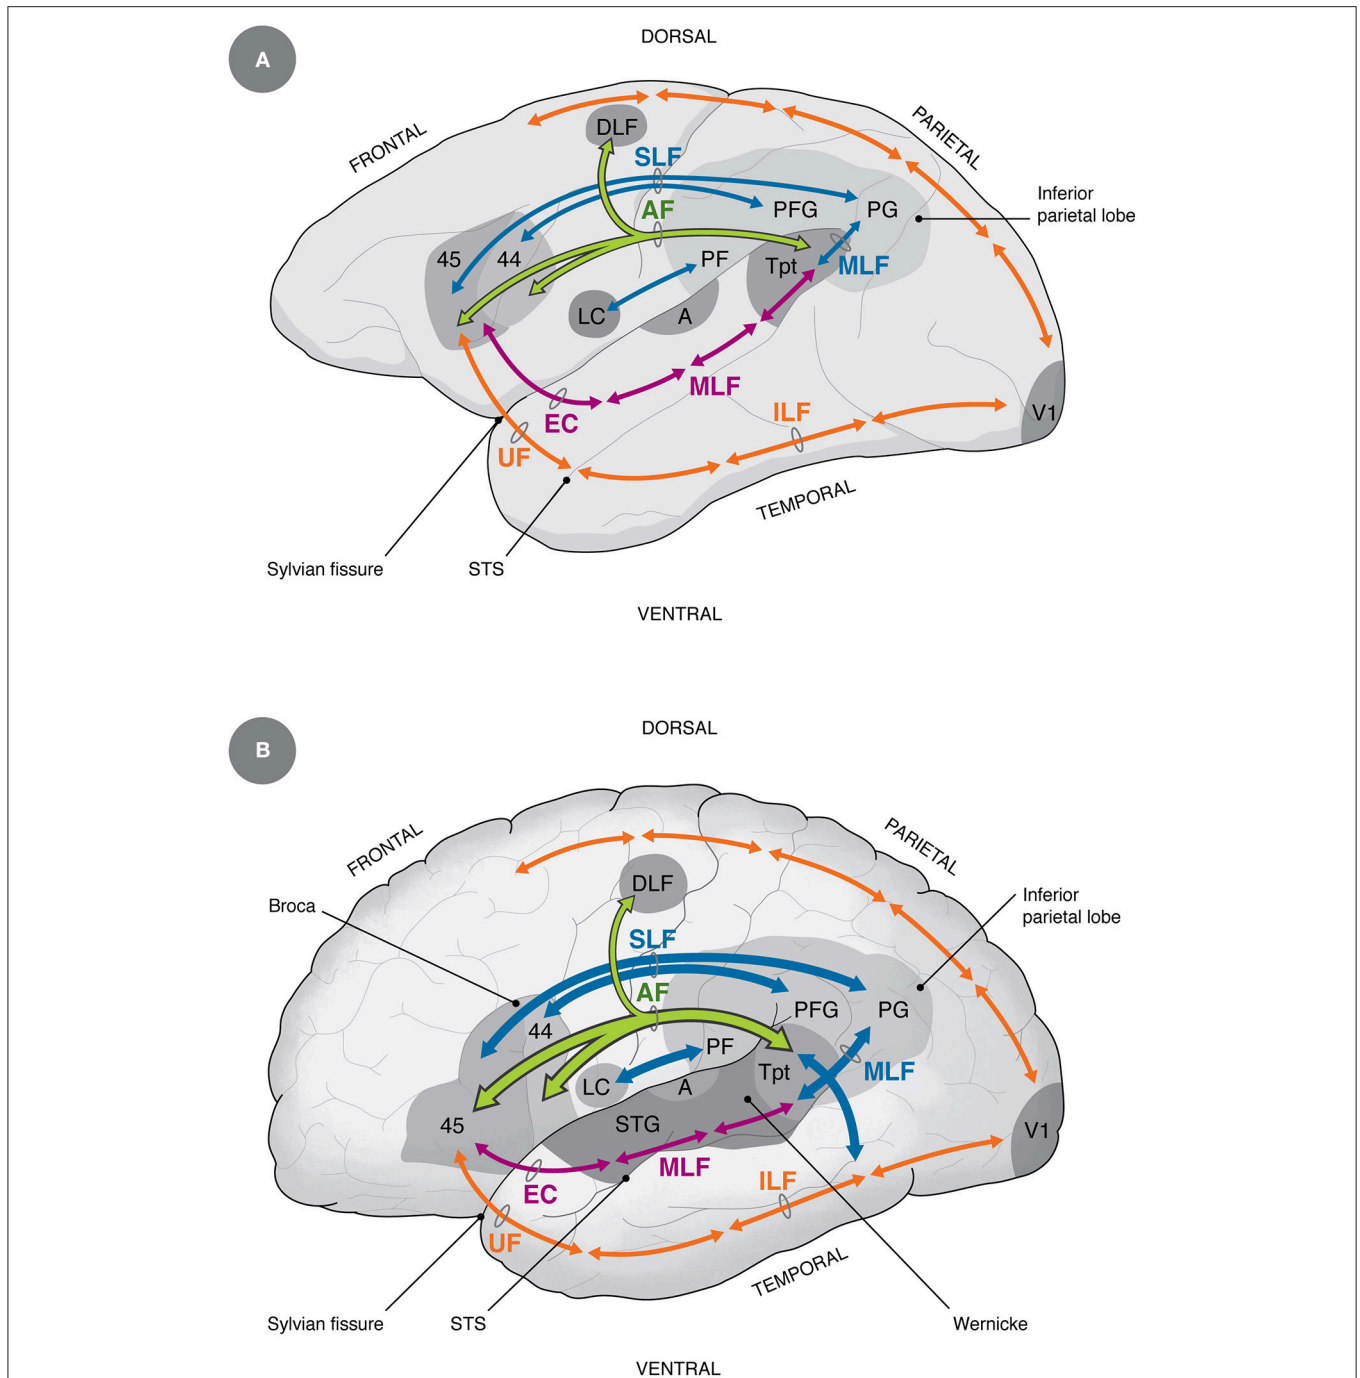 A
DORSAL
FRONTAL
PARIETAL
DLF
SLF
AF
Inferior
parietal lobe
PFG
PG
45
44
PF
Tpt
MLF
LC
A
MLF
EC
ILF
V1
UF
TEMPORAL
Sylvian fissure
STS
VENTRAL
B
DORSAL
FRONTAL
PARIETAL
DLF
Broca
Inferior
parietal lobe
SLF
AF
PFG
PG
44
PF
Tpt
MLF
LC
A
45
STG
V1
MLF
EC
ILF
UF
TEMPORAL
Sylvian fissure
STS
Wernicke
VENTRAL